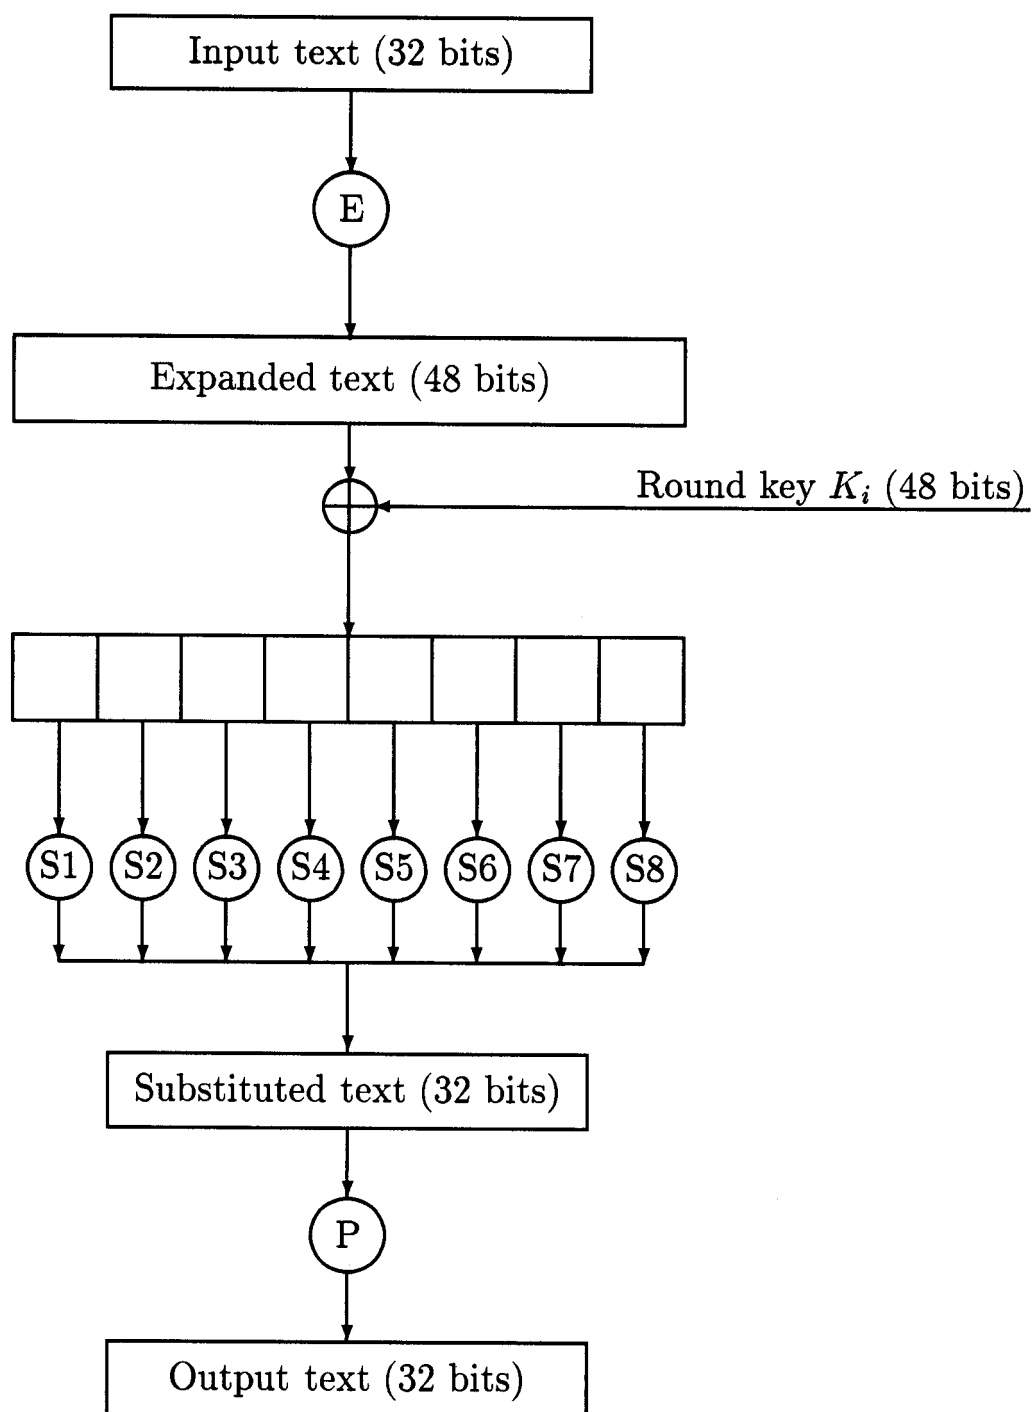 Input text (32 bits)
E
Expanded text (48 bits)
Round key K_i (48 bits)
S1 S2 S3 S4 S5 S6 S7 S8
Substituted text (32 bits)
P
Output text (32 bits)